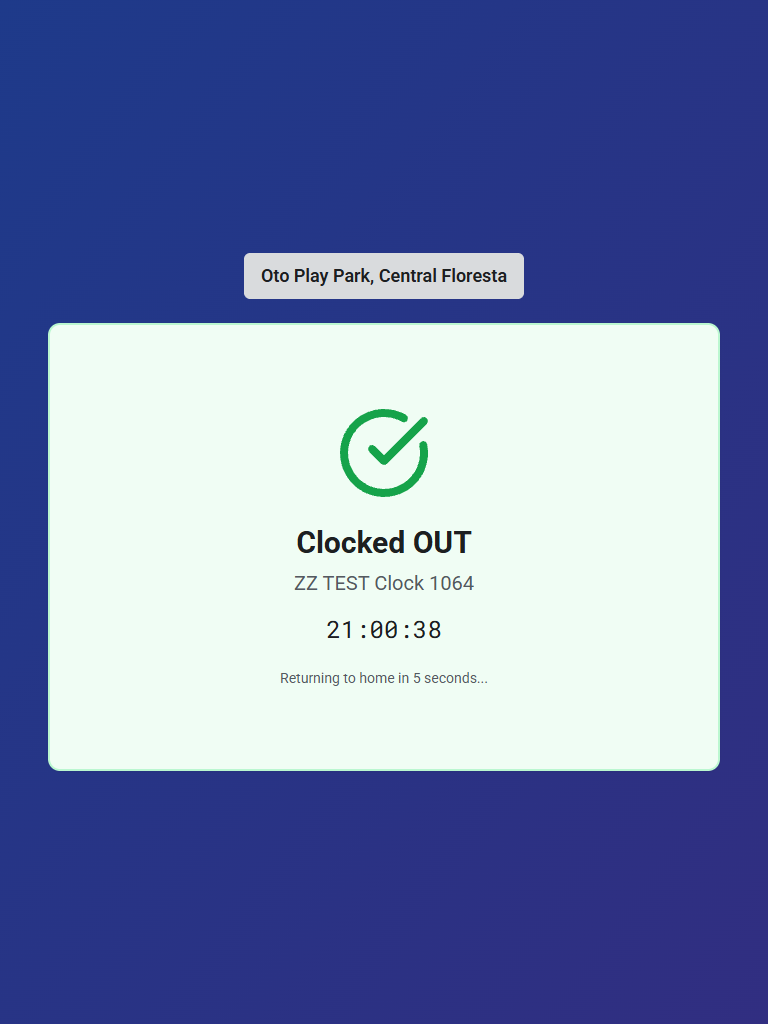 Oto Play Park, Central Floresta
Clocked OUT
ZZ TEST Clock 1064
21:00:38
Returning to home in 5 seconds...